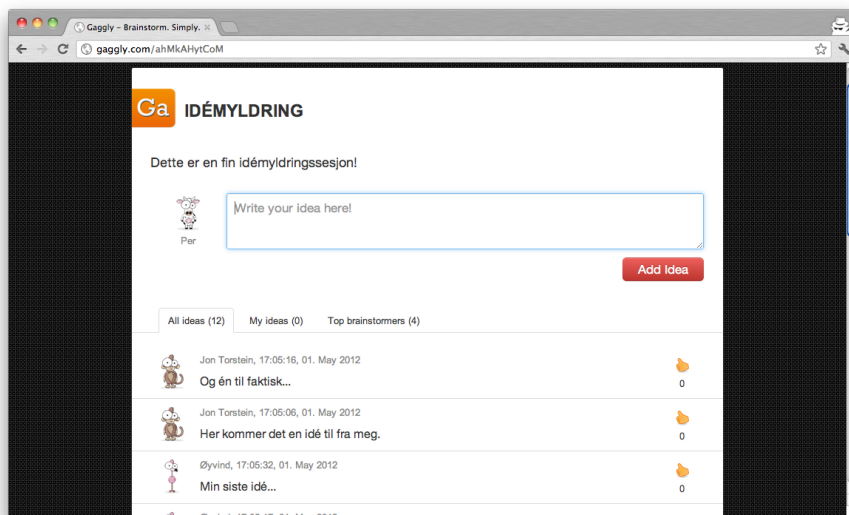 Gaggly – Brainstorm. Simply.
gaggly.com/ahMkAHytCoM
Ga IDÉMYLDRING
Dette er en fin idémyldringssesjon!
Write your idea here!
Per
Add Idea
All ideas (12) My ideas (0) Top brainstormers (4)
Jon Torstein, 17:05:16, 01. May 2012
Og én til faktisk...
0
Jon Torstein, 17:05:06, 01. May 2012
Her kommer det en idé til fra meg.
0
Øyvind, 17:05:32, 01. May 2012
Min siste idé...
0